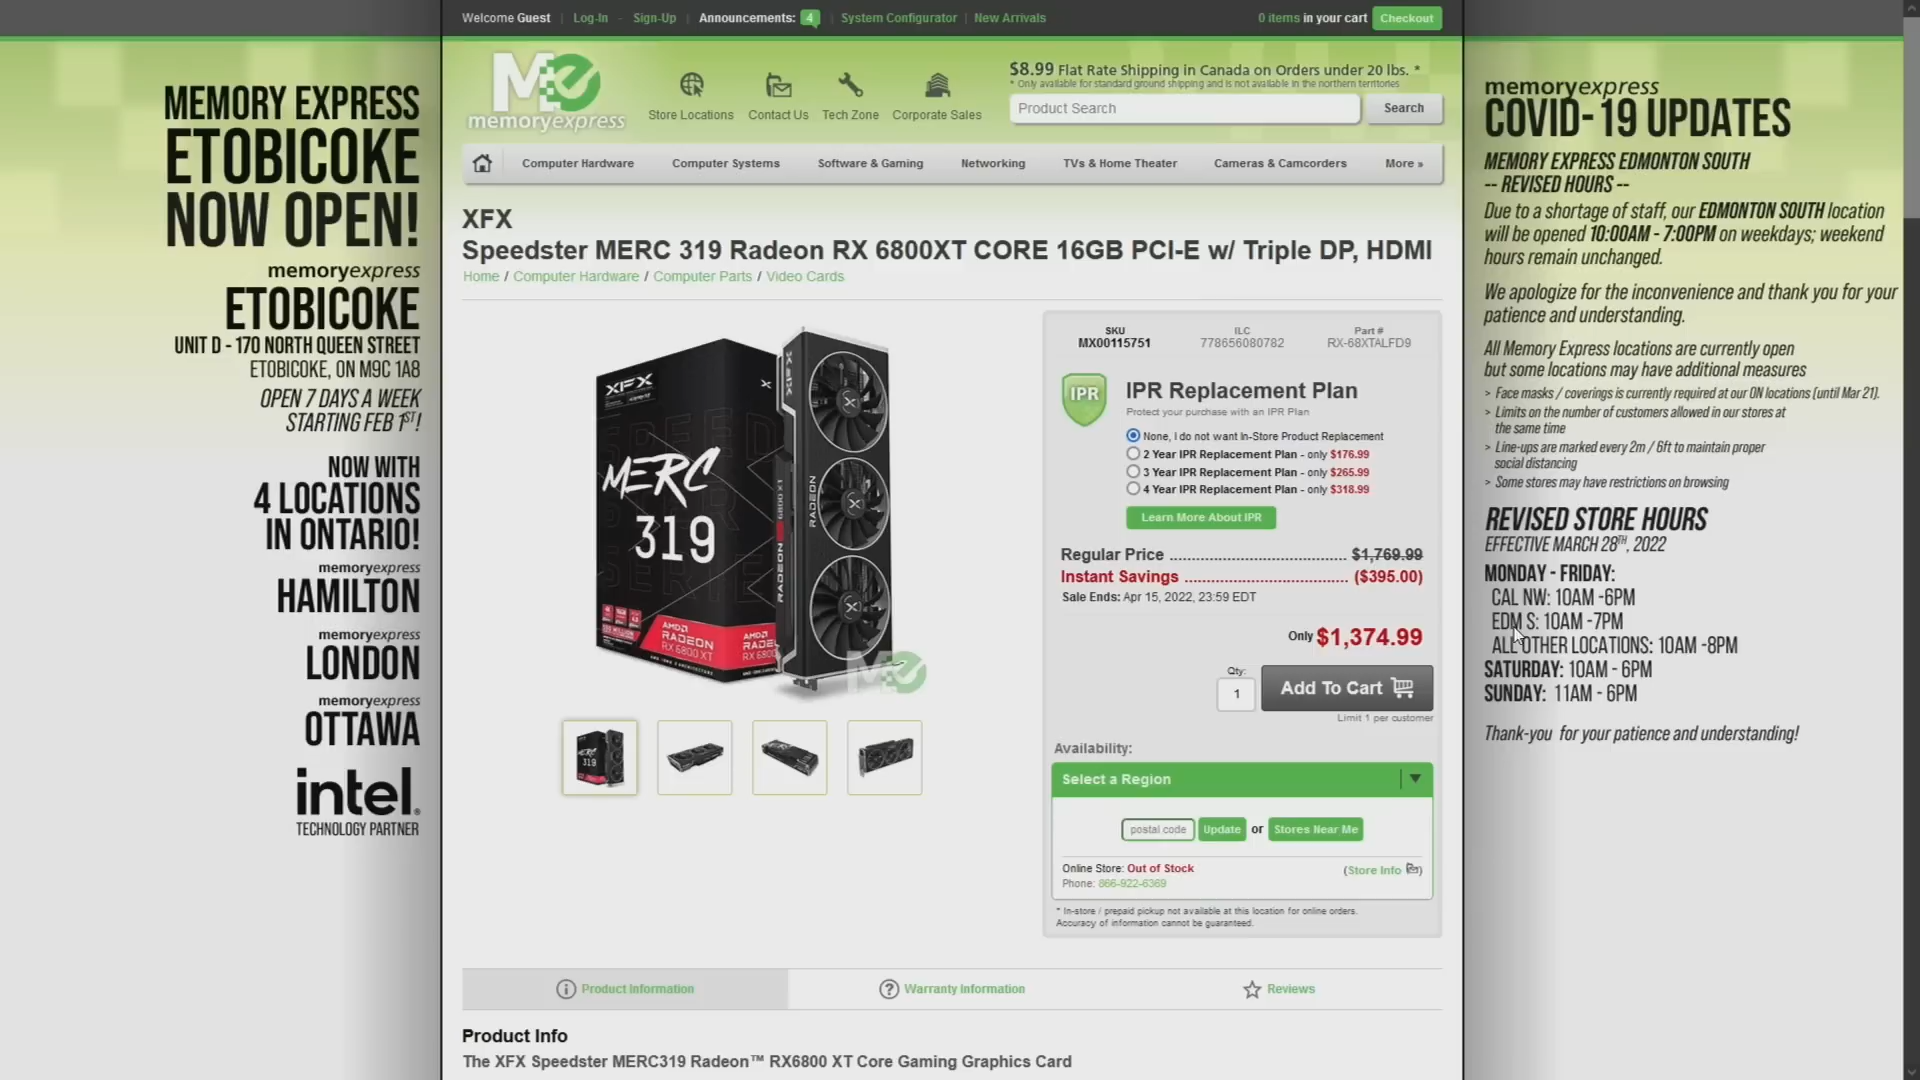 Welcome Guest | Log-In - Sign-Up | Announcements: 4 | System Configurator | New Arrivals
0 items in your cart Checkout
memoryexpress
Store Locations
Contact Us
Tech Zone
Corporate Sales
$8.99 Flat Rate Shipping in Canada on Orders under 20 lbs. *
* Only available for standard ground shipping and is not available in the northern territories
Product Search
Search
Computer Hardware
Computer Systems
Software & Gaming
Networking
TVs & Home Theater
Cameras & Camcorders
More »
MEMORY EXPRESS
ETOBICOKE
NOW OPEN!
memoryexpress
ETOBICOKE
UNIT D - 170 NORTH QUEEN STREET
ETOBICOKE, ON M9C 1A8
OPEN 7 DAYS A WEEK
STARTING FEB 1ST!
NOW WITH
4 LOCATIONS
IN ONTARIO!
memoryexpress
HAMILTON
memoryexpress
LONDON
memoryexpress
OTTAWA
intel.
TECHNOLOGY PARTNER
XFX
Speedster MERC 319 Radeon RX 6800XT CORE 16GB PCI-E w/ Triple DP, HDMI
Home / Computer Hardware / Computer Parts / Video Cards
XFX
MERC
319
AMD
RADEON
RX 6800 XT
RADEON
SKU
MX00115751
ILC
778656080782
Part #
RX-68XTALFD9
IPR
IPR Replacement Plan
Protect your purchase with an IPR Plan
None, I do not want In-Store Product Replacement
2 Year IPR Replacement Plan - only $176.99
3 Year IPR Replacement Plan - only $265.99
4 Year IPR Replacement Plan - only $318.99
Learn More About IPR
Regular Price ........ $1,769.99
Instant Savings ........ ($395.00)
Sale Ends: Apr 15, 2022, 23:59 EDT
Only $1,374.99
Qty:
1
Add To Cart
Limit 1 per customer
Availability:
Select a Region
postal code Update or Stores Near Me
Online Store: Out of Stock
(Store Info)
Phone: 866-922-6369
* In-store / prepaid pickup not available at this location for online orders.
Accuracy of information cannot be guaranteed.
Product Information
Warranty Information
Reviews
Product Info
The XFX Speedster MERC319 Radeon™ RX6800 XT Core Gaming Graphics Card
memoryexpress
COVID-19 UPDATES
MEMORY EXPRESS EDMONTON SOUTH
-- REVISED HOURS --
Due to a shortage of staff, our EDMONTON SOUTH location
will be opened 10:00AM - 7:00PM on weekdays; weekend
hours remain unchanged.
We apologize for the inconvenience and thank you for your
patience and understanding.
All Memory Express locations are currently open
but some locations may have additional measures
> Face masks / coverings is currently required at our ON locations (until Mar 21).
> Limits on the number of customers allowed in our stores at
the same time
> Line-ups are marked every 2m / 6ft to maintain proper
social distancing
> Some stores may have restrictions on browsing
REVISED STORE HOURS
EFFECTIVE MARCH 28TH, 2022
MONDAY - FRIDAY:
CAL NW: 10AM -6PM
EDM S: 10AM -7PM
ALL OTHER LOCATIONS: 10AM -8PM
SATURDAY: 10AM - 6PM
SUNDAY: 11AM - 6PM
Thank-you for your patience and understanding!